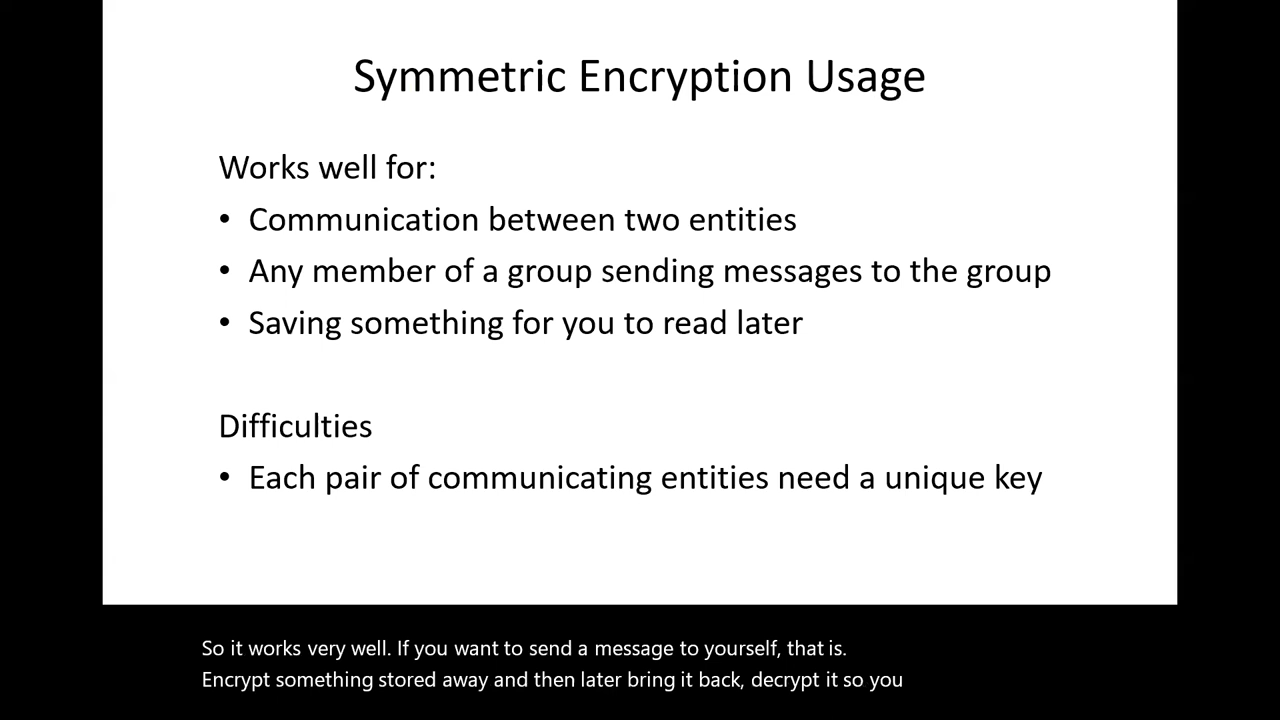 Symmetric Encryption Usage
Works well for:
• Communication between two entities
• Any member of a group sending messages to the group
• Saving something for you to read later
Difficulties
• Each pair of communicating entities need a unique key
So it works very well. If you want to send a message to yourself, that is.
Encrypt something stored away and then later bring it back, decrypt it so you